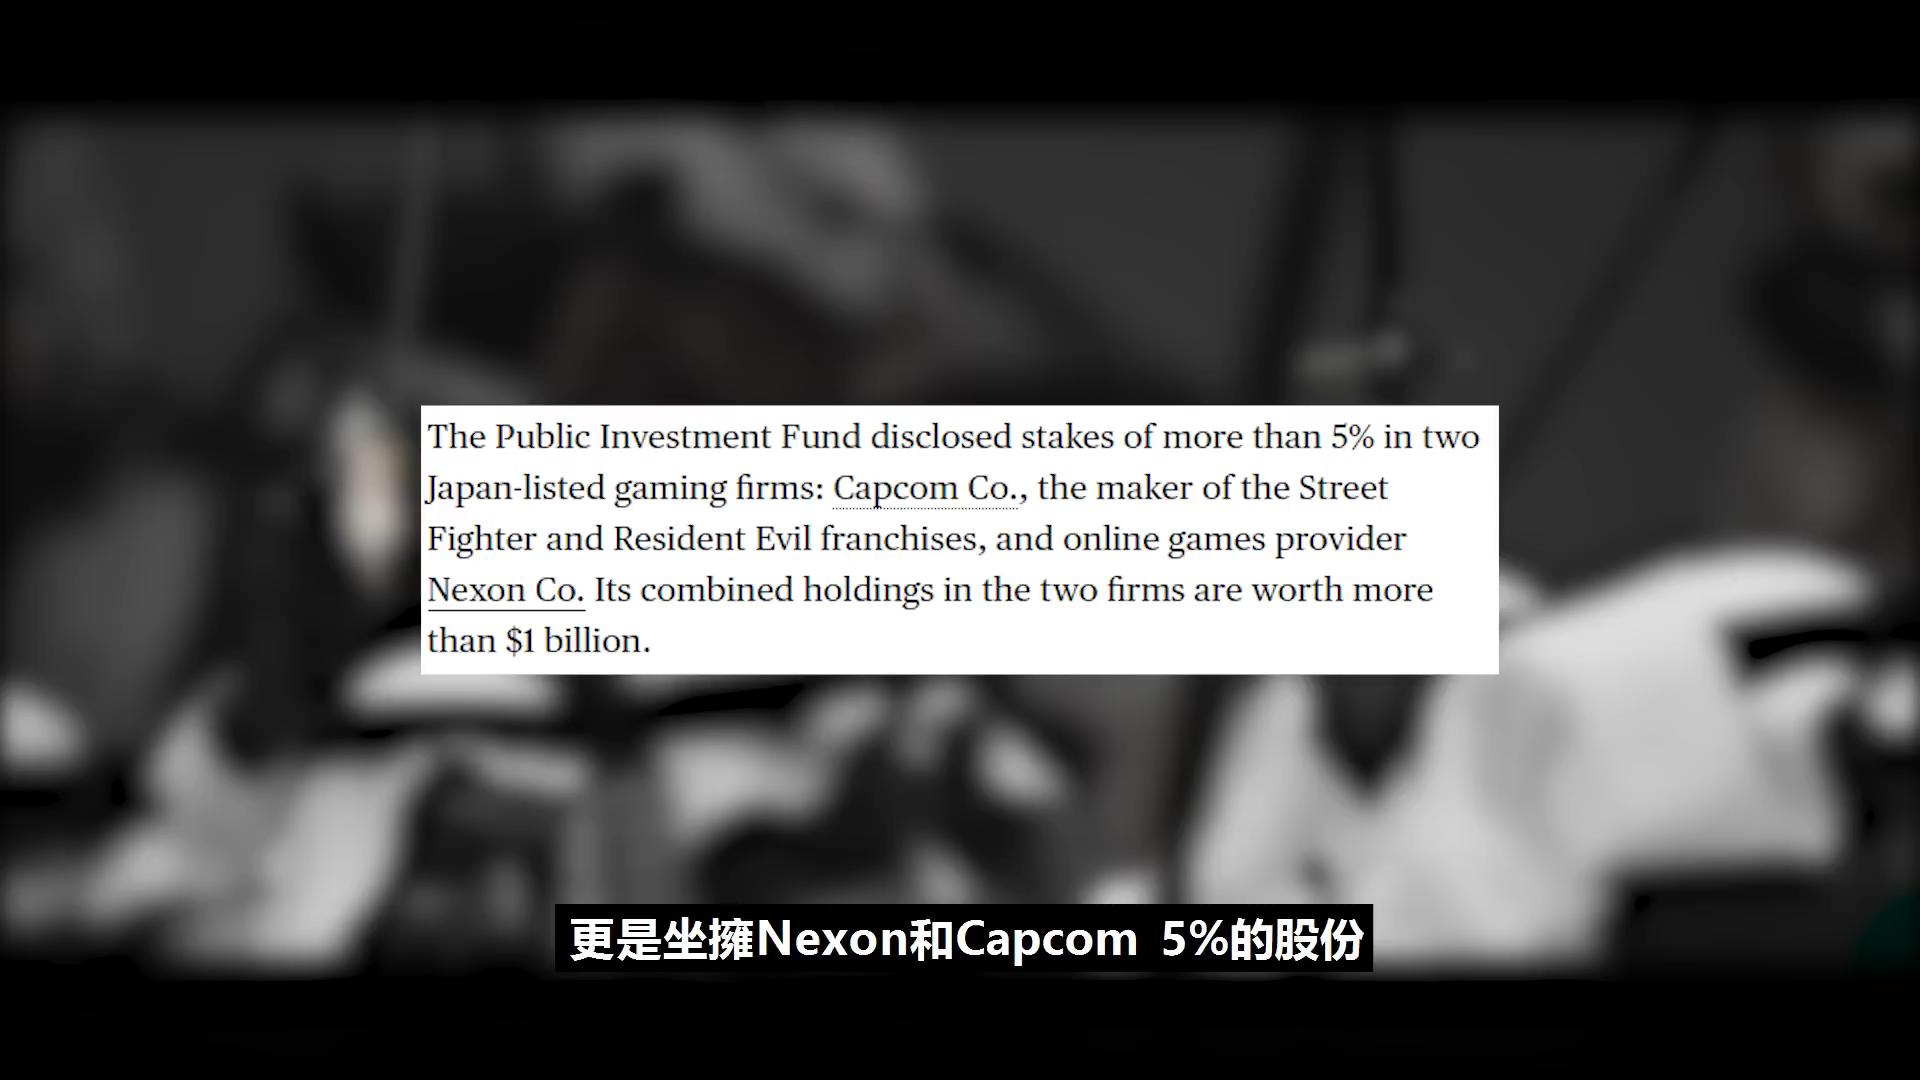 The Public Investment Fund disclosed stakes of more than 5% in two
Japan-listed gaming firms: Capcom Co., the maker of the Street
Fighter and Resident Evil franchises, and online games provider
Nexon Co. Its combined holdings in the two firms are worth more
than $1 billion.
更是坐擁Nexon和Capcom 5%的股份